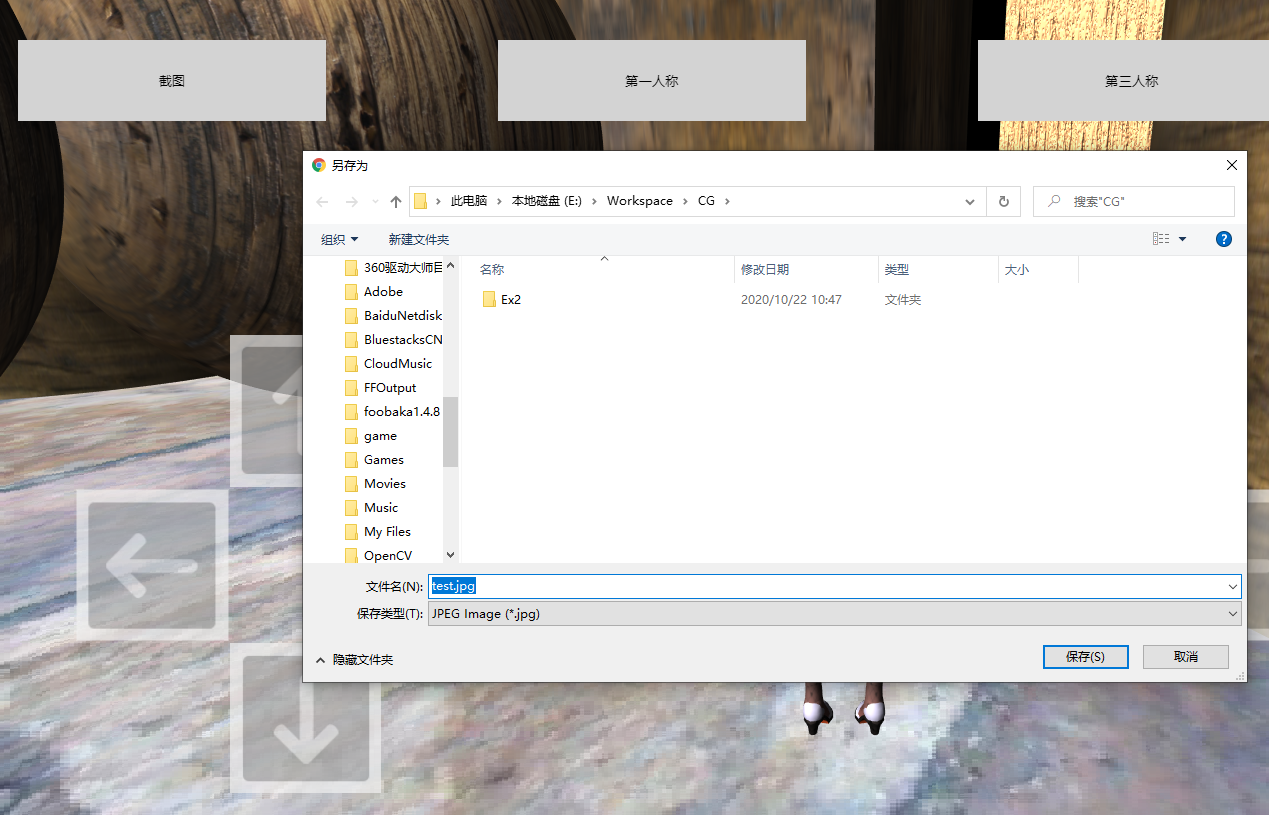 截图
第一人称
第三人称
另存为
此电脑 本地磁盘 (E:) Workspace CG
搜索"CG"
组织 新建文件夹
名称 修改日期 类型 大小
Ex2 2020/10/22 10:47 文件夹
360驱动大师目
Adobe
BaiduNetdisk
BluestacksCN
CloudMusic
FFOutput
foobaka1.4.8
game
Games
Movies
Music
My Files
OpenCV
文件名(N): test.jpg
保存类型(T): JPEG Image (*.jpg)
隐藏文件夹
保存(S) 取消